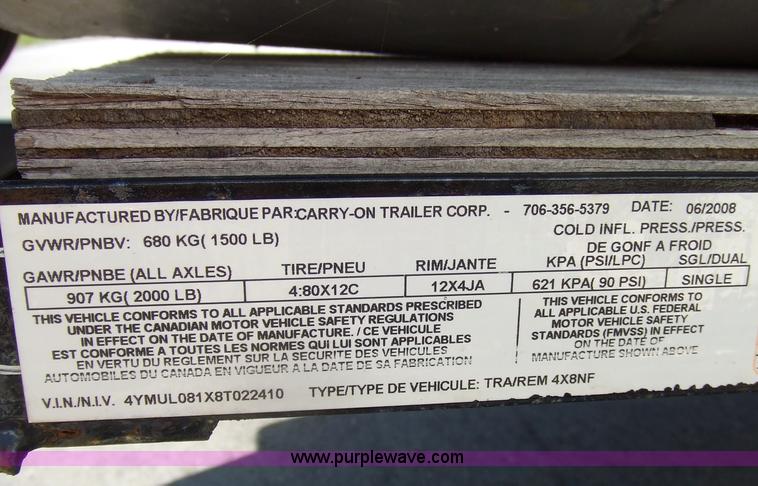 MANUFACTURED BY/FABRIQUE PAR:CARRY-ON TRAILER CORP. - 706-356-5379 DATE: 06/2008
GVWR/PNBV: 680 KG( 1500 LB)
COLD INFL. PRESS./PRESS.
DE GONF A FROID
GAWR/PNBE (ALL AXLES) TIRE/PNEU RIM/JANTE KPA (PSI/LPC) SGL/DUAL
907 KG( 2000 LB) 4:80X12C 12X4JA 621 KPA( 90 PSI) SINGLE
THIS VEHICLE CONFORMS TO ALL APPLICABLE STANDARDS PRESCRIBED
UNDER THE CANADIAN MOTOR VEHICLE SAFETY REGULATIONS
IN EFFECT ON THE DATE OF MANUFACTURE. / CE VEHICULE
EST CONFORME A TOUTES LES NORMES QUI LUI SONT APPLICABLES
EN VERTU DU REGLEMENT SUR LA SECURITE DES VEHICULES
AUTOMOBILES DU CANADA EN VIGUEUR A LA DATE DE SA FABRICATION
THIS VEHICLE CONFORMS TO
ALL APPLICABLE U.S. FEDERAL
MOTOR VEHICLE SAFETY
STANDARDS (FMVSS) IN EFFECT
ON THE DATE OF
MANUFACTURE SHOWN ABOVE
V.I.N./N.I.V. 4YMUL081X8T022410 TYPE/TYPE DE VEHICULE: TRA/REM 4X8NF
www.purplewave.com